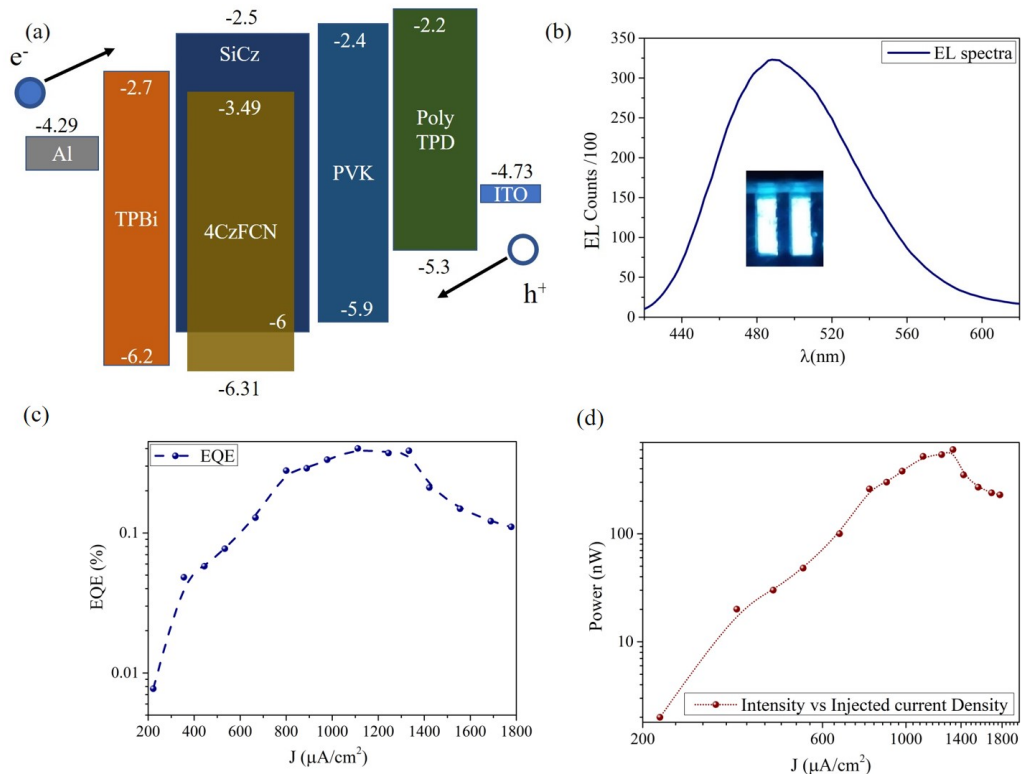 (a)
-2.5
-2.2
e-
SiCz
-2.4
-2.7
-3.49
-4.29
Al
Poly
TPD
-4.73
PVK
ITO
TPBi
4CzFCN
-5.3
h+
-6
-5.9
-6.2
-6.31
(b)
EL spectra
350
300
250
200
150
100
50
0
EL Counts /100
440 480 520 560 600
λ(nm)
(c)
EQE
0.1
0.01
EQE (%)
200 400 600 800 1000 1200 1400 1600 1800
J (μA/cm²)
(d)
100
10
Power (nW)
Intensity vs Injected current Density
200 600 1000 1400 1800
J (μA/cm²)